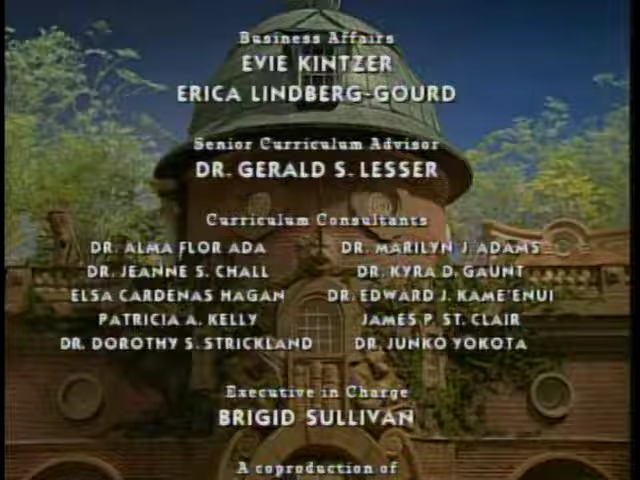 Business Affairs
EVIE KINTZER
ERICA LINDBERG-GOURD
Senior Curriculum Advisor
DR. GERALD S. LESSER
Curriculum Consultants
DR. ALMA FLOR ADA DR. MARILYN J. ADAMS
DR. JEANNE S. CHALL DR. KYRA D. GAUNT
ELSA CARDENAS HAGAN DR. EDWARD J. KAME'ENUI
PATRICIA A. KELLY JAMES P. ST. CLAIR
DR. DOROTHY S. STRICKLAND DR. JUNKO YOKOTA
Executive in Charge
BRIGID SULLIVAN
A coproduction of